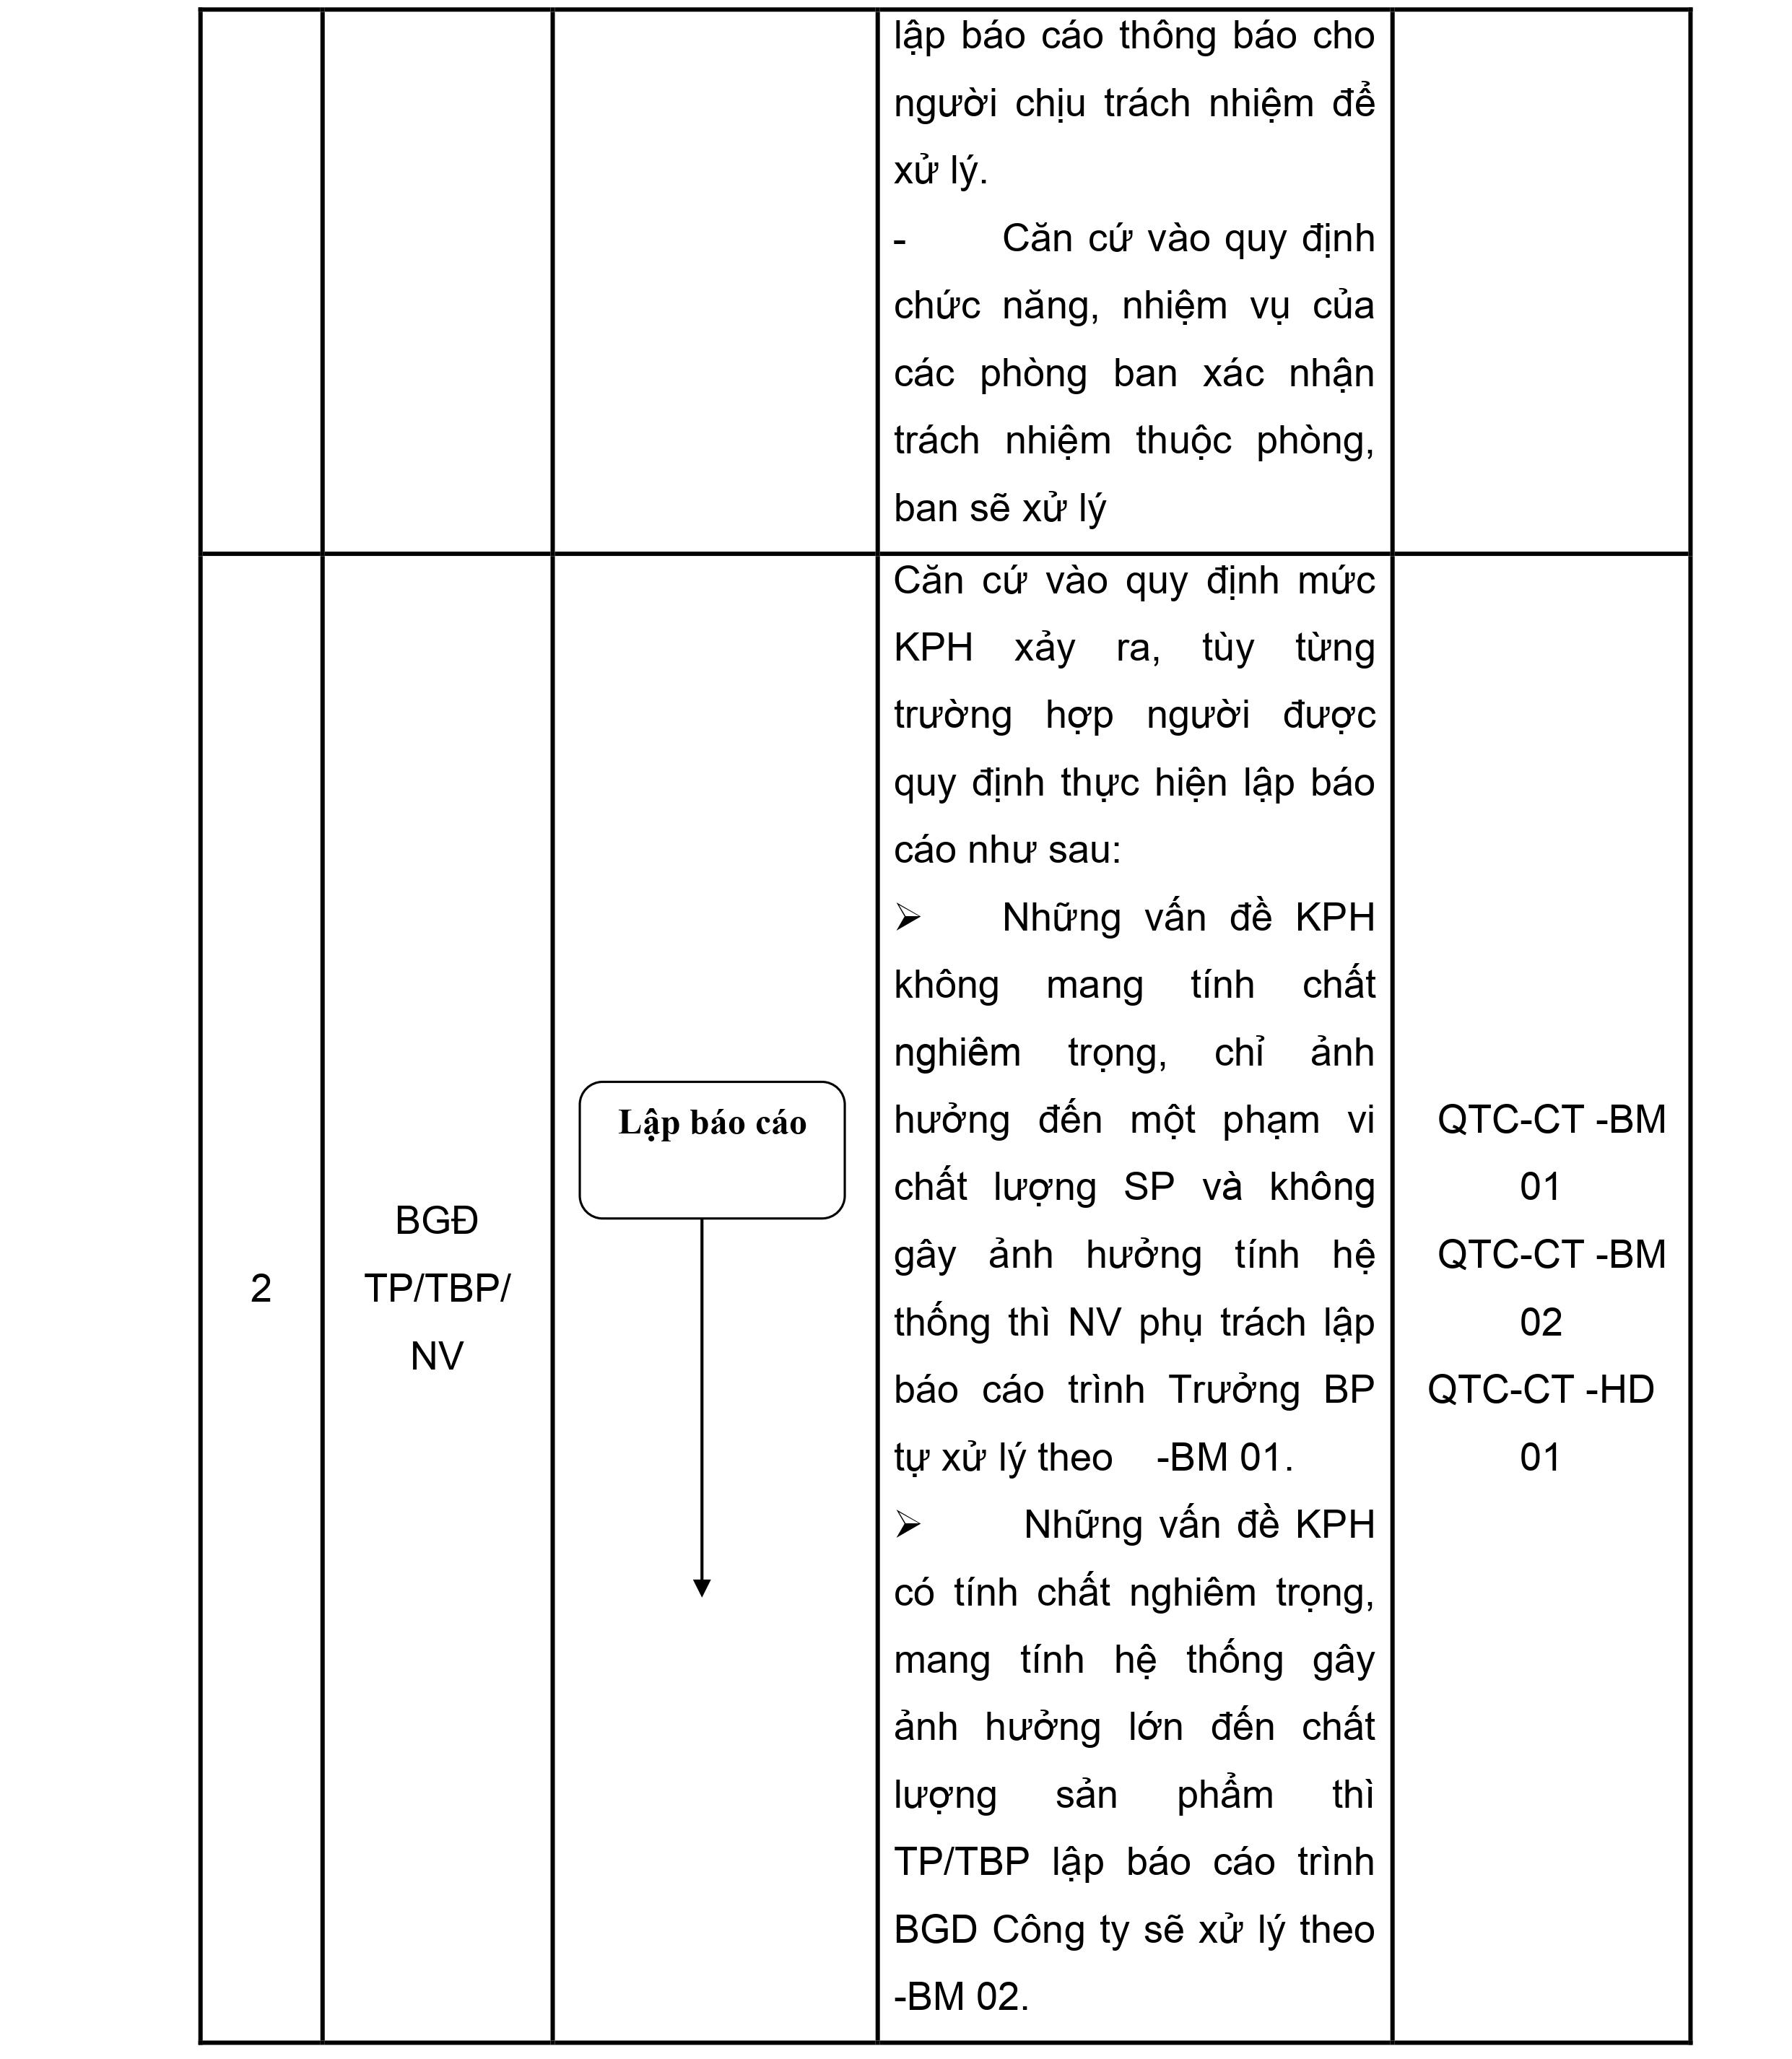 lập báo cáo thông báo cho
người chịu trách nhiệm để
xử lý.
- Căn cứ vào quy định
chức năng, nhiệm vụ của
các phòng ban xác nhận
trách nhiệm thuộc phòng,
ban sẽ xử lý
2
BGĐ
TP/TBP/
NV
Lập báo cáo
Căn cứ vào quy định mức
KPH xảy ra, tùy từng
trường hợp người được
quy định thực hiện lập báo
cáo như sau:
➢ Những vấn đề KPH
không mang tính chất
nghiêm trọng, chỉ ảnh
hưởng đến một phạm vi
chất lượng SP và không
gây ảnh hưởng tính hệ
thống thì NV phụ trách lập
báo cáo trình Trưởng BP
tự xử lý theo -BM 01.
➢ Những vấn đề KPH
có tính chất nghiêm trọng,
mang tính hệ thống gây
ảnh hưởng lớn đến chất
lượng sản phẩm thì
TP/TBP lập báo cáo trình
BGD Công ty sẽ xử lý theo
-BM 02.
QTC-CT -BM
01
QTC-CT -BM
02
QTC-CT -HD
01